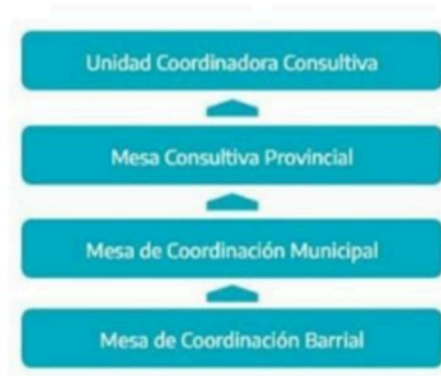 Unidad Coordinadora Consultiva
Mesa Consultiva Provincial
Mesa de Coordinación Municipal
Mesa de Coordinación Barrial